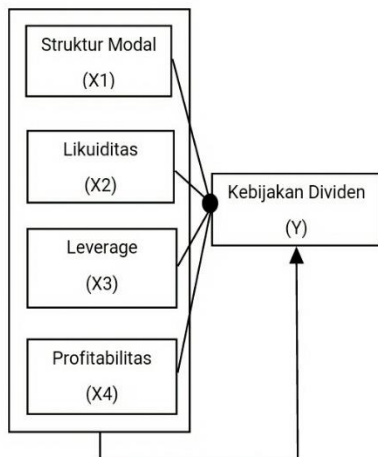 Struktur Modal
(X1)
Likuiditas
(X2)
Leverage
(X3)
Profitabilitas
(X4)
Kebijakan Dividen
(Y)